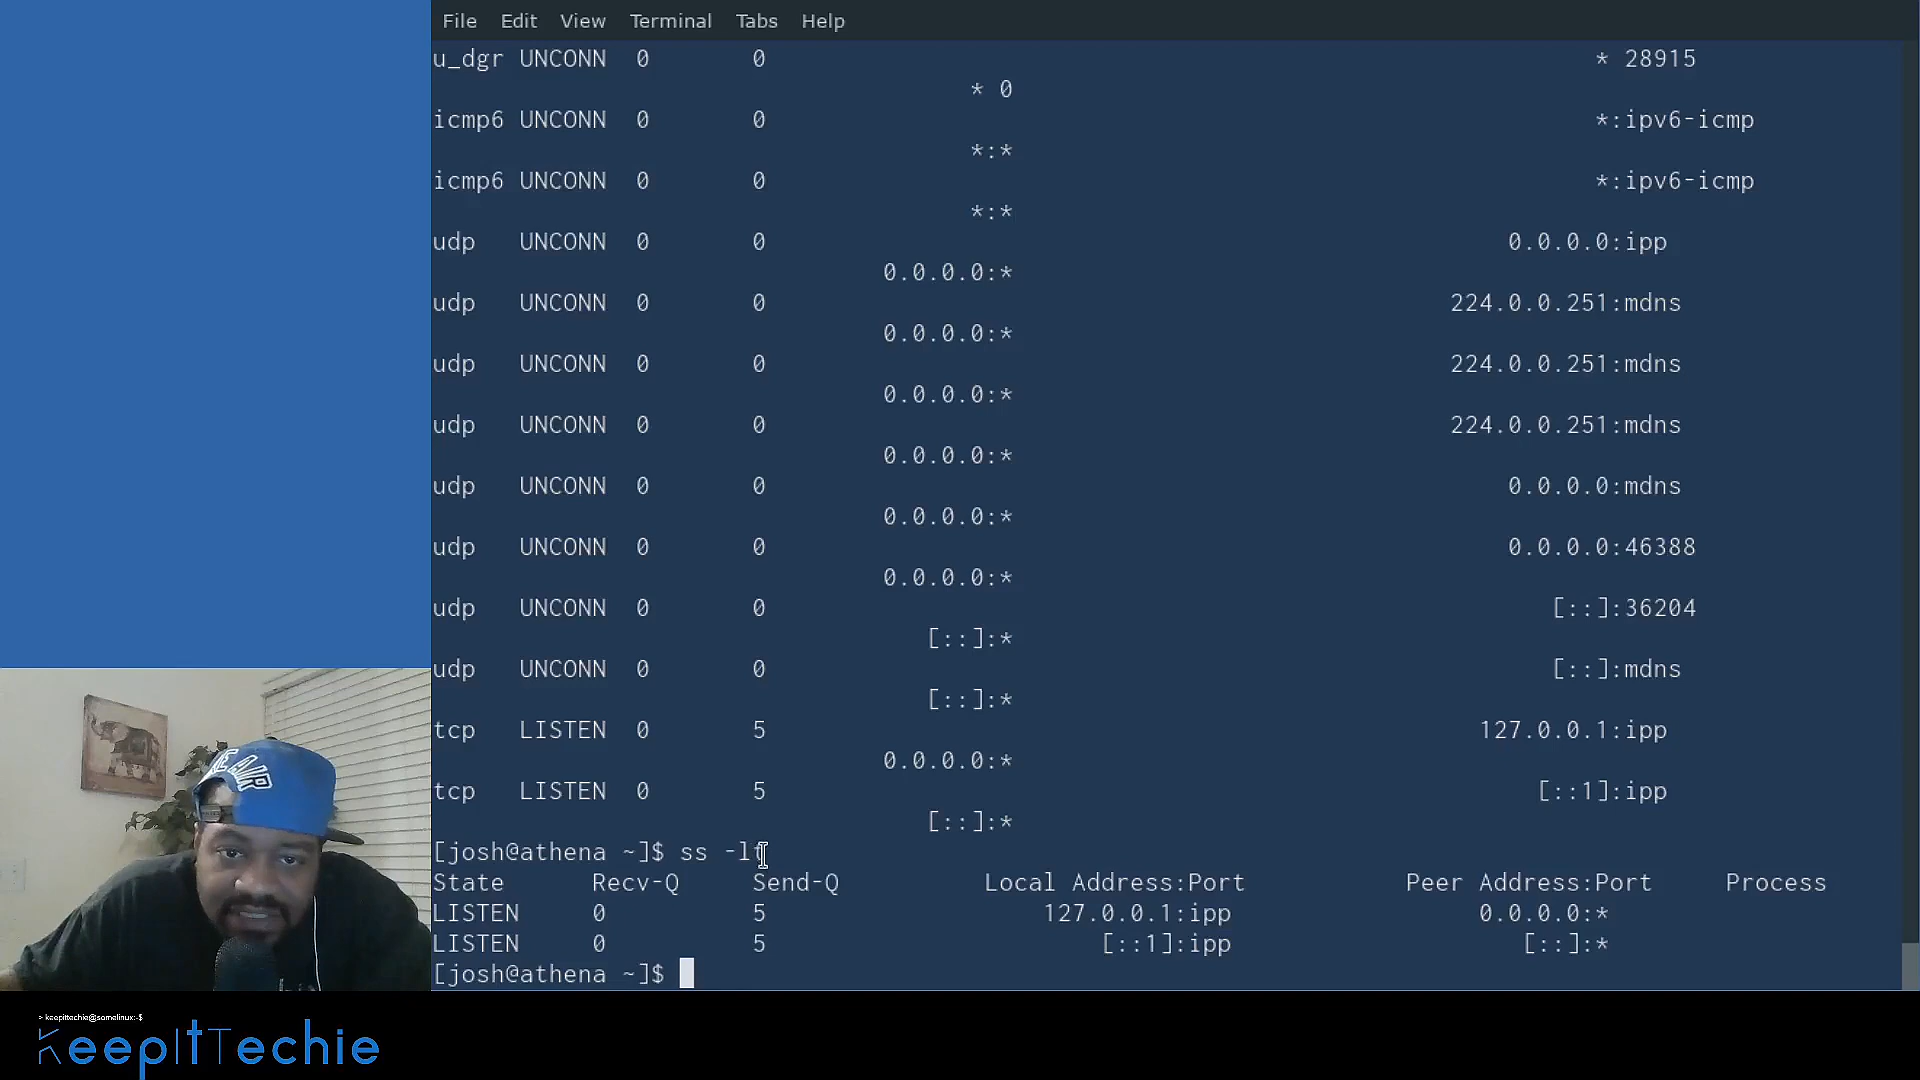 File Edit View Terminal Tabs Help
u_dgr UNCONN 0 0 * 28915
* 0
icmp6 UNCONN 0 0 *:ipv6-icmp
*:*
icmp6 UNCONN 0 0 *:ipv6-icmp
*:*
udp UNCONN 0 0 0.0.0.0:ipp
0.0.0.0:*
udp UNCONN 0 0 224.0.0.251:mdns
0.0.0.0:*
udp UNCONN 0 0 224.0.0.251:mdns
0.0.0.0:*
udp UNCONN 0 0 224.0.0.251:mdns
0.0.0.0:*
udp UNCONN 0 0 0.0.0.0:mdns
0.0.0.0:*
udp UNCONN 0 0 0.0.0.0:46388
0.0.0.0:*
udp UNCONN 0 0 [::]:36204
[::]:*
udp UNCONN 0 0 [::]:mdns
[::]:*
tcp LISTEN 0 5 127.0.0.1:ipp
0.0.0.0:*
tcp LISTEN 0 5 [::1]:ipp
[::]:*
[josh@athena ~]$ ss -lt
State Recv-Q Send-Q Local Address:Port Peer Address:Port Process
LISTEN 0 5 127.0.0.1:ipp 0.0.0.0:*
LISTEN 0 5 [::1]:ipp [::]:*
[josh@athena ~]$
> keepittechie@somelinux:~$
KeepItTechie